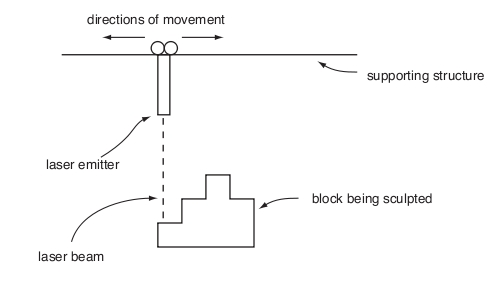 directions of movement
supporting structure
laser emitter
block being sculpted
laser beam